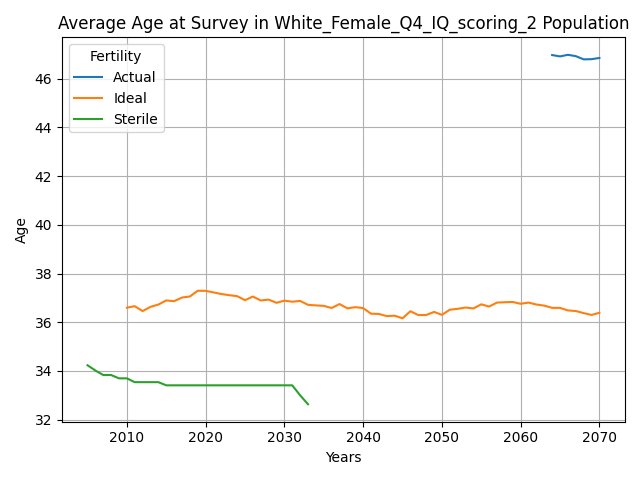 Average Age at Survey in White_Female_Q4_IQ_scoring_2 Population
Fertility
Actual
Ideal
Sterile
46
44
42
40
38
36
34
32
Age
2010
2020
2030
2040
2050
2060
2070
Years